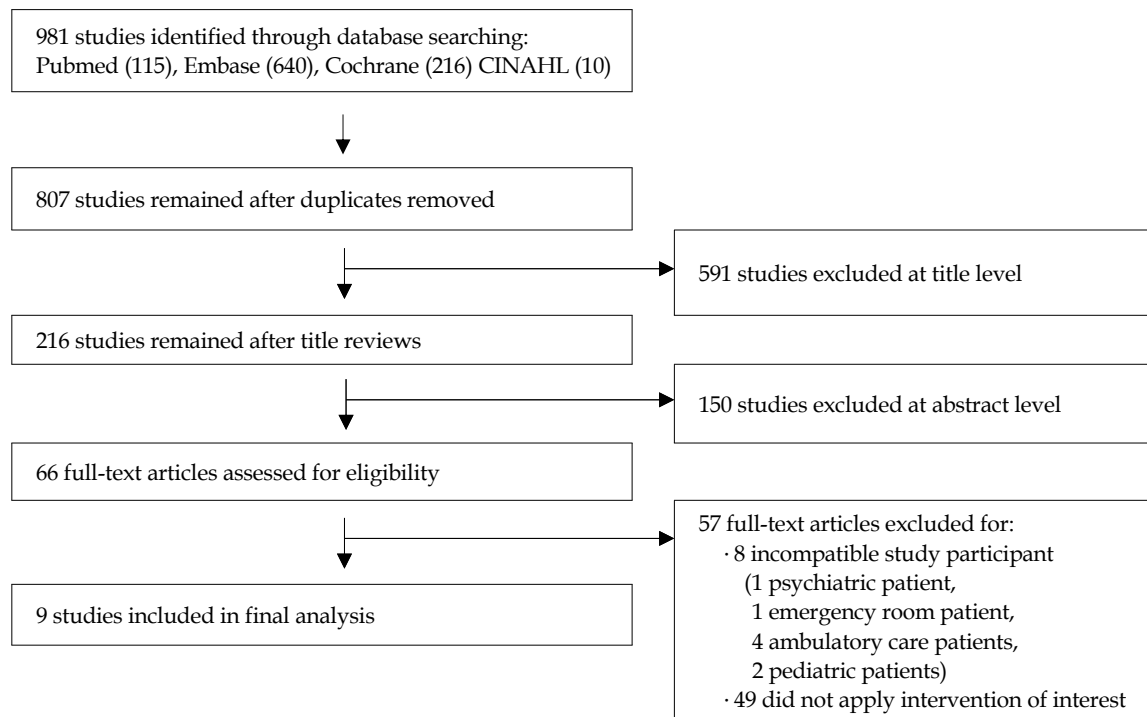 981 studies identified through database searching:
Pubmed (115), Embase (640), Cochrane (216) CINAHL (10)
807 studies remained after duplicates removed
591 studies excluded at title level
216 studies remained after title reviews
150 studies excluded at abstract level
66 full-text articles assessed for eligibility
57 full-text articles excluded for:
· 8 incompatible study participant
(1 psychiatric patient,
1 emergency room patient,
4 ambulatory care patients,
2 pediatric patients)
· 49 did not apply intervention of interest
9 studies included in final analysis